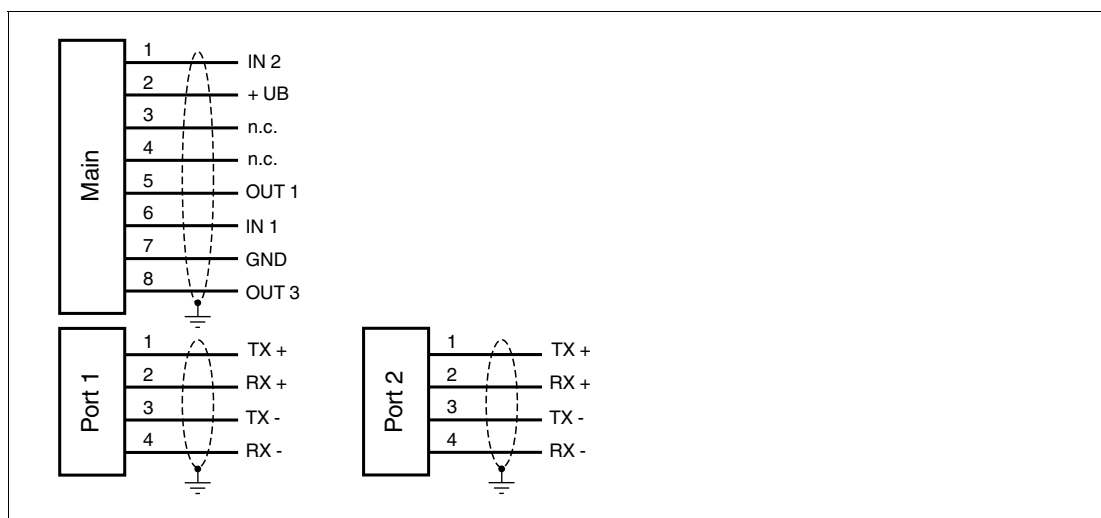 Main
1 IN 2
2 + UB
3 n.c.
4 n.c.
5 OUT 1
6 IN 1
7 GND
8 OUT 3
Port 1
1 TX +
2 RX +
3 TX -
4 RX -
Port 2
1 TX +
2 RX +
3 TX -
4 RX -